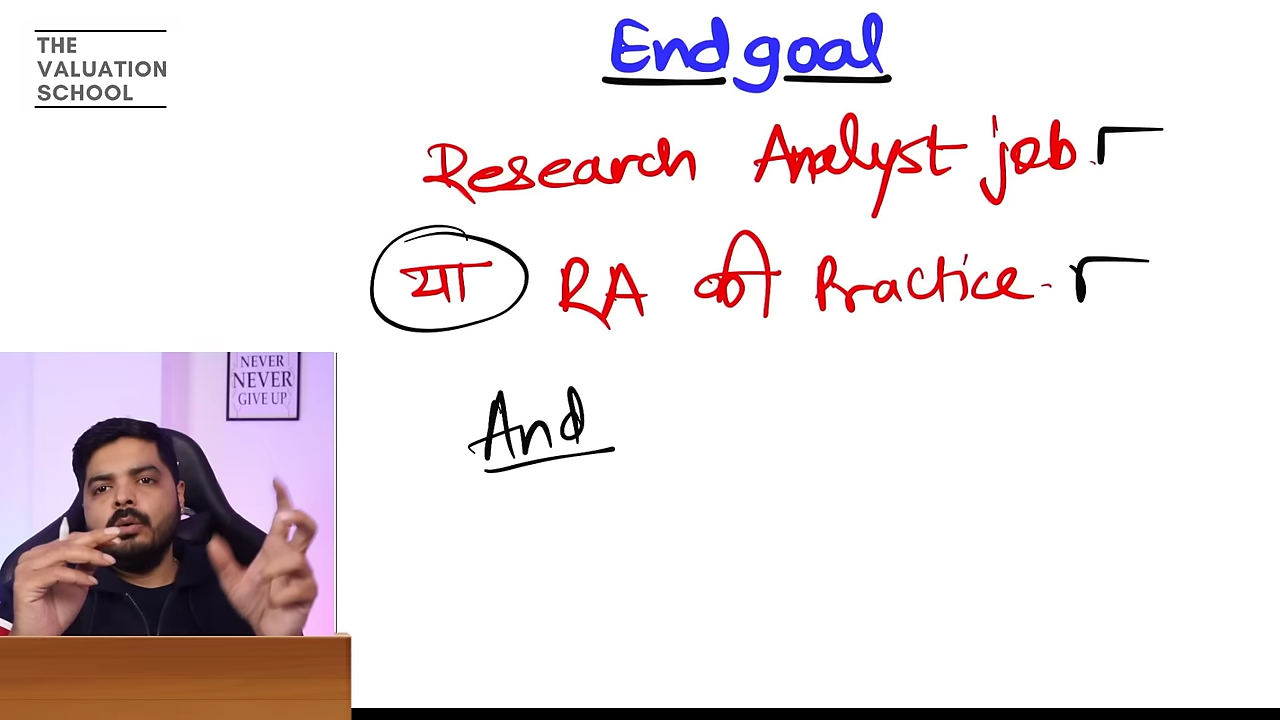 THE
VALUATION
SCHOOL
End goal
Research Analyst job.
या RA की Practice.
And
NEVER
NEVER
GIVE UP